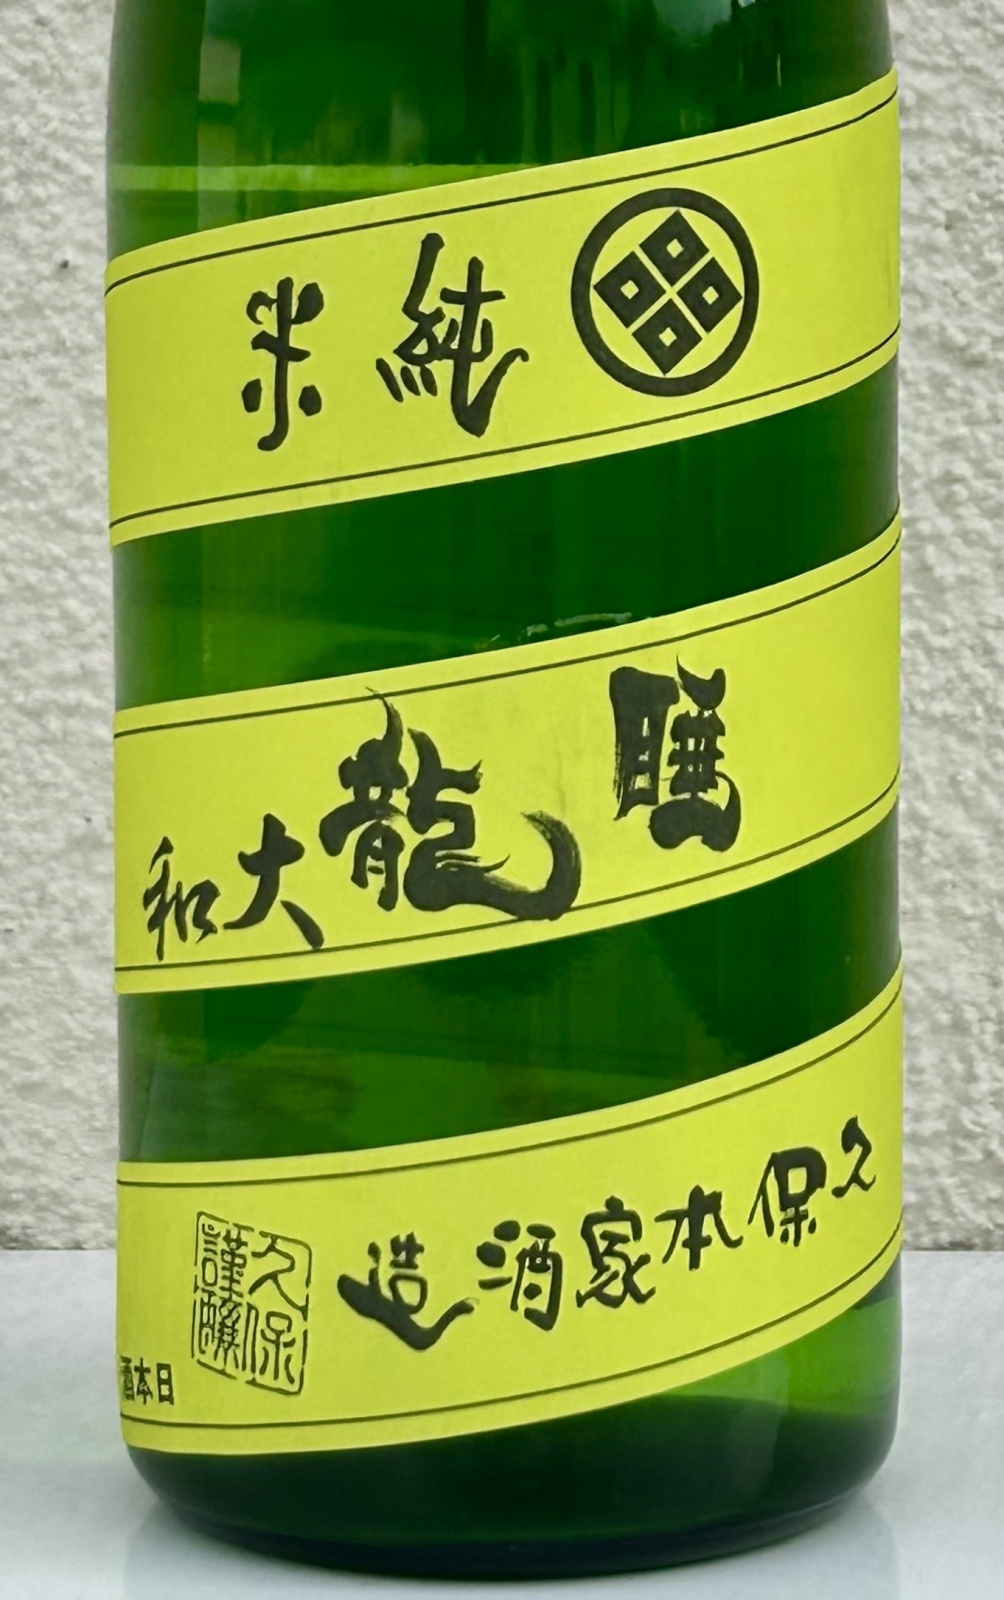 純米
睡龍 大和
久保本家酒造
久保
謹醸
日本酒